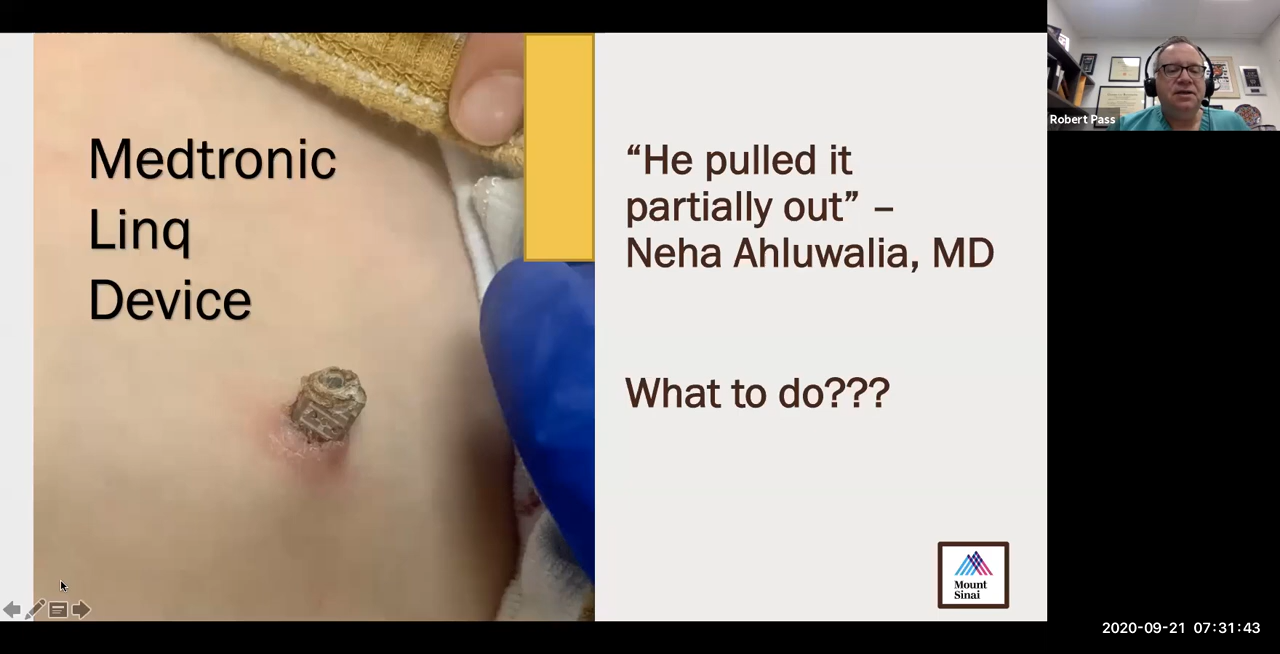 Medtronic
Linq
Device
“He pulled it
partially out” –
Neha Ahluwalia, MD
What to do???
Mount
Sinai
Robert Pass
2020-09-21 07:31:43